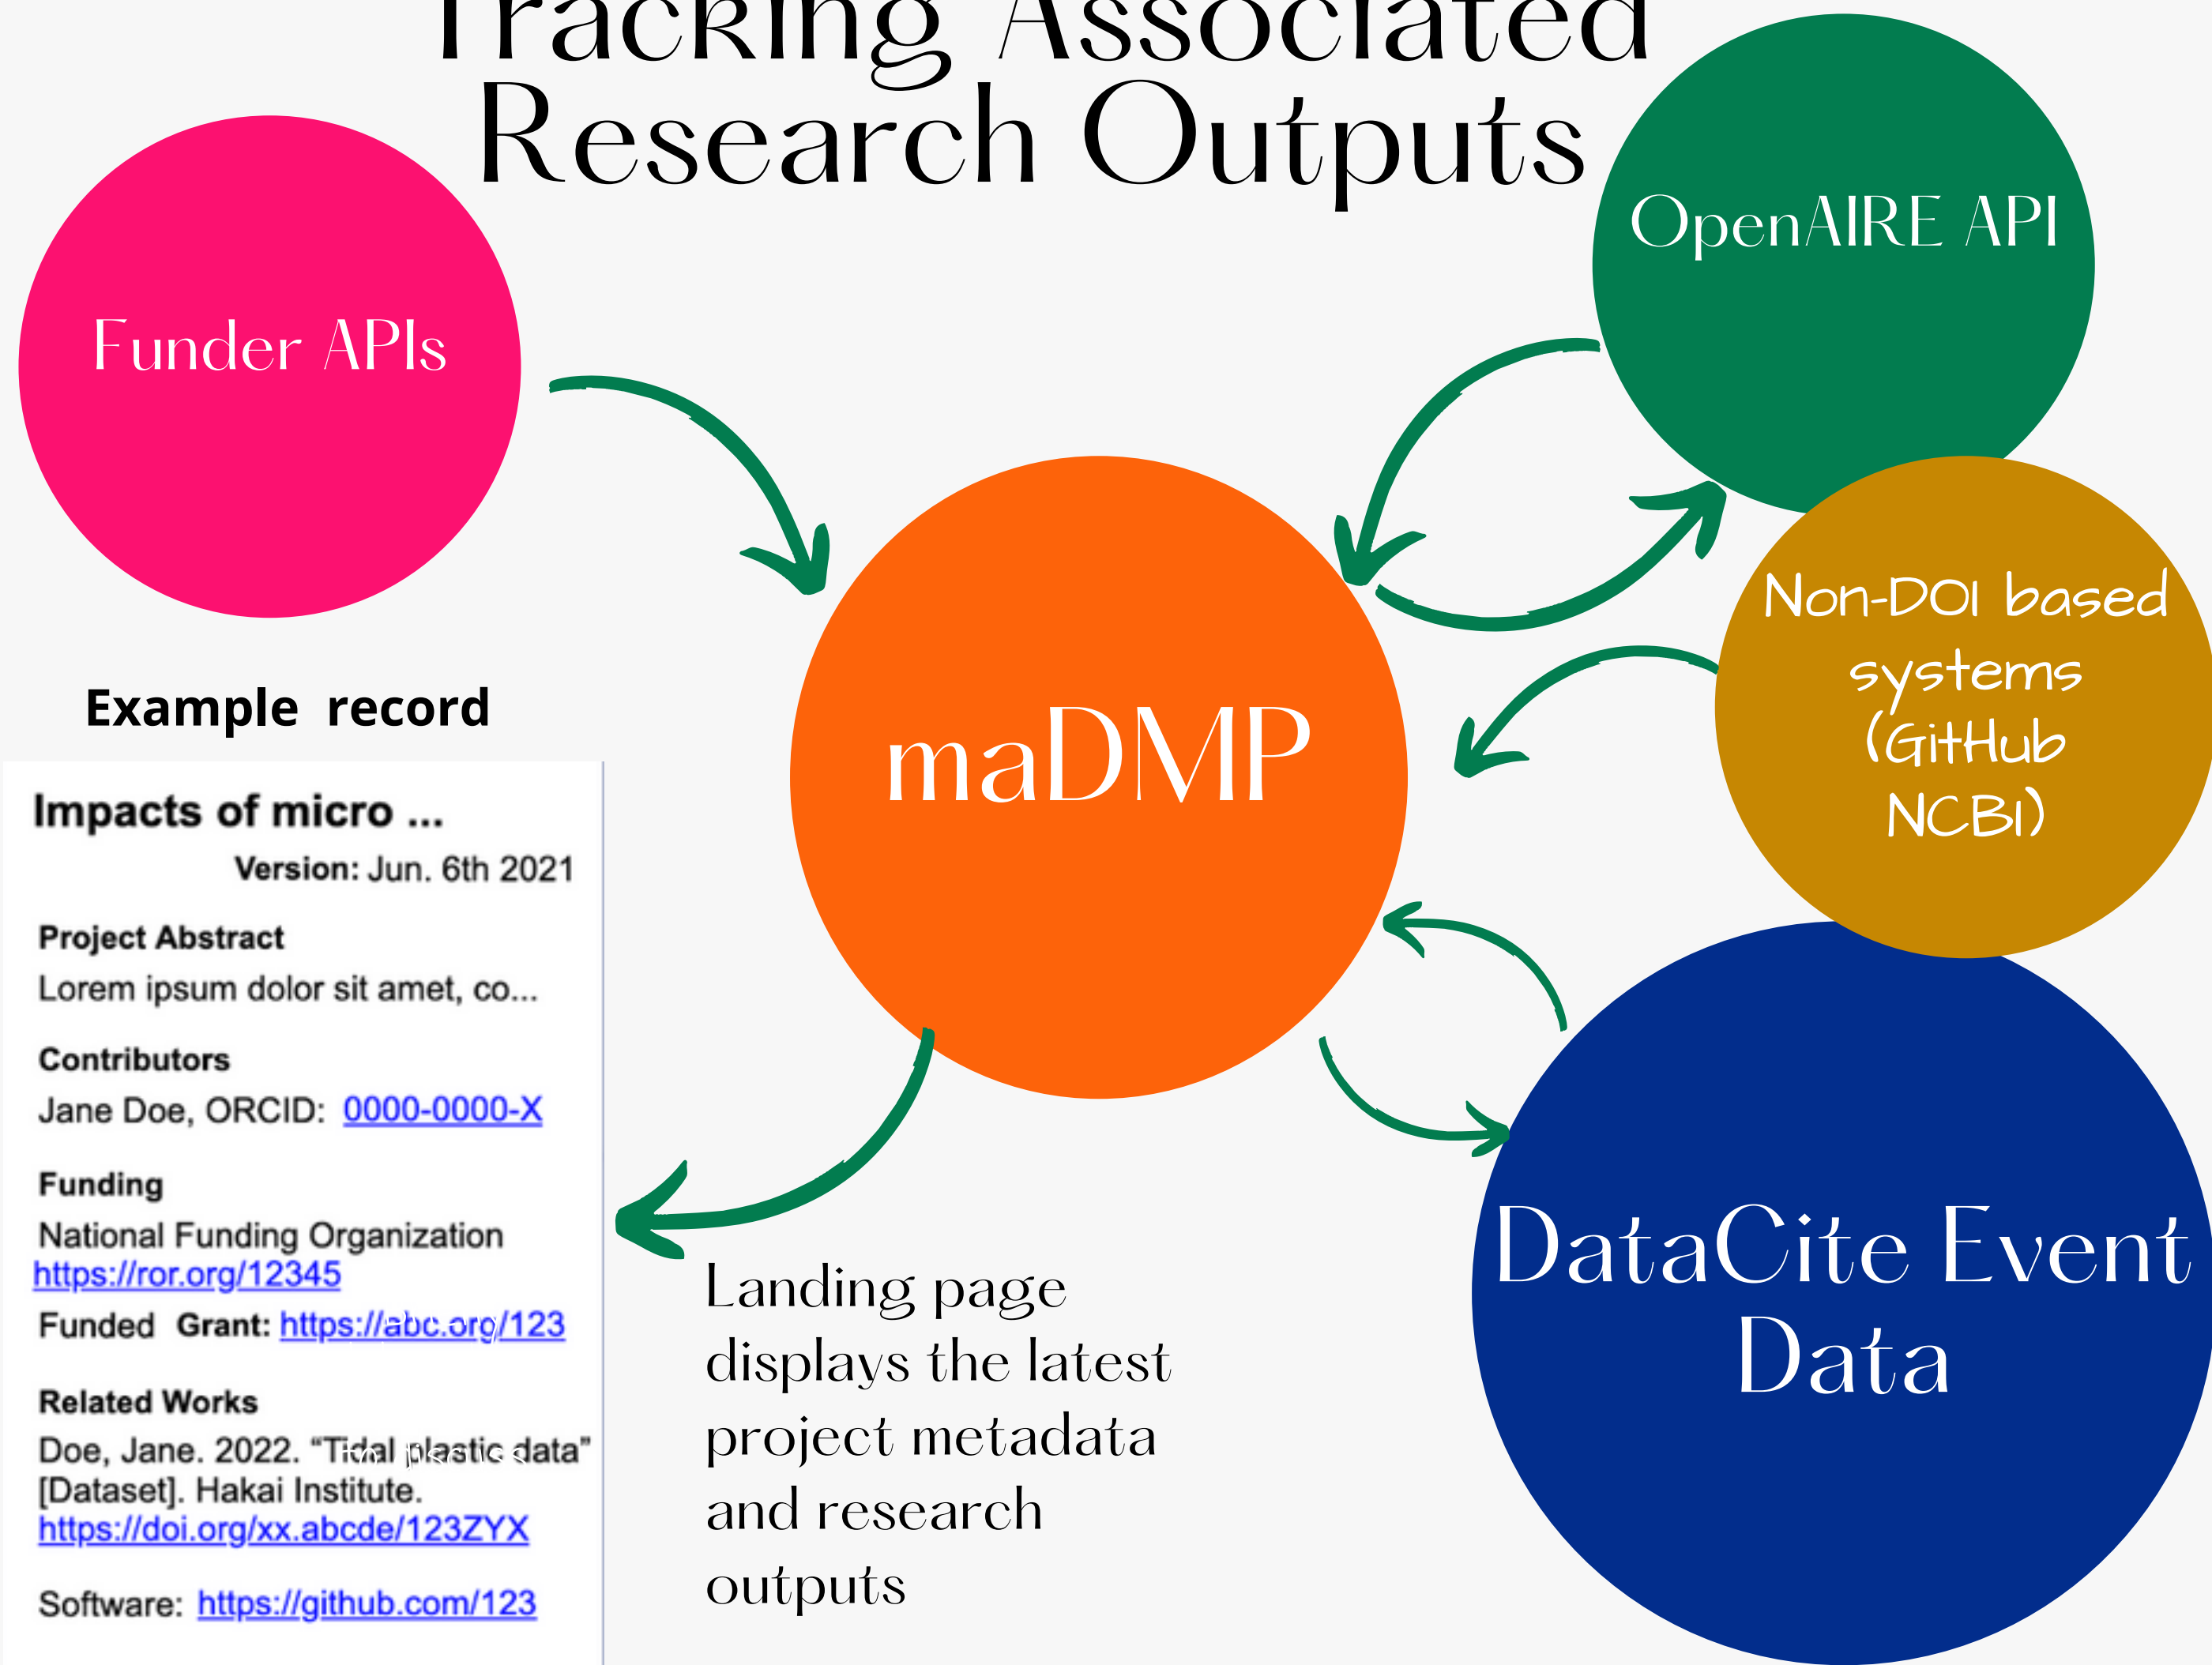 Tracking Associated
Research Outputs
Funder APIs
OpenAIRE API
Non-DOI based
systems
(GitHub
NCBI)
maDMP
DataCite Event
Data
Example record
Impacts of micro ...
Version: Jun. 6th 2021
Project Abstract
Lorem ipsum dolor sit amet, co...
Contributors
Jane Doe, ORCID: 0000-0000-X
Funding
National Funding Organization
https://ror.org/12345
Funded Grant: https://abc.org/123
Related Works
Doe, Jane. 2022. “Tidal plastic data”
[Dataset]. Hakai Institute.
https://doi.org/xx.abcde/123ZYX
Software: https://github.com/123
Landing page
displays the latest
project metadata
and research
outputs